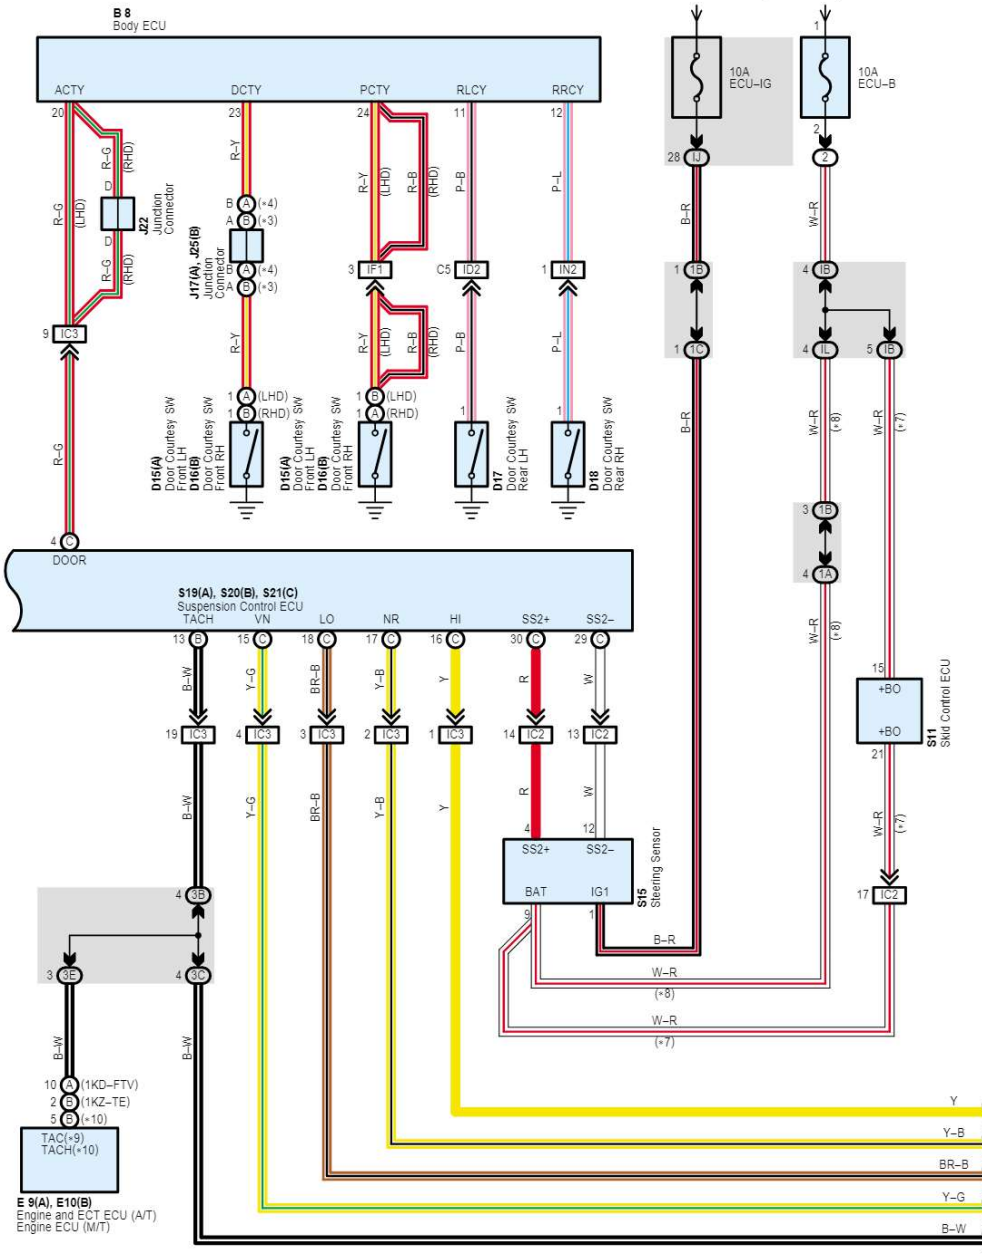 B 8
Body ECU
ACTY
DCTY
PCTY
RLCY
RRCY
20
23
24
11
12
10A
ECU–IG
1
10A
ECU–B
2
28 IJ
2
R–G
(LHD)
R–G
(RHD)
D
D
J22
Junction
Connector
R–G
(RHD)
9 IC3
R–G
4 C
R–Y
B A (∗4)
A B (∗3)
J17(A), J25(B)
Junction
Connector
B A (∗4)
A B (∗3)
R–Y
1 A (LHD)
1 B (RHD)
D15(A)
Door Courtesy SW
Front LH
D16(B)
Door Courtesy SW
Front RH
R–Y
(LHD)
R–B
(RHD)
3 IF1
R–Y
(LHD)
R–B
(RHD)
1 B (LHD)
1 A (RHD)
D15(A)
Door Courtesy SW
Front LH
D16(B)
Door Courtesy SW
Front RH
P–B
C5 ID2
P–B
1
D17
Door Courtesy SW
Rear LH
P–L
1 IN2
P–L
1
D18
Door Courtesy SW
Rear RH
B–R
1 1B
1 1C
B–R
W–R
4 IB
4 IL
5 IB
W–R
(∗8)
W–R
(∗7)
3 1B
4 1A
W–R
(∗8)
DOOR
S19(A), S20(B), S21(C)
Suspension Control ECU
TACH
VN
LO
NR
HI
SS2+
SS2–
13 B
15 C
18 C
17 C
16 C
30 C
29 C
B–W
Y–G
BR–B
Y–B
Y
R
W
19 IC3
4 IC3
3 IC3
2 IC3
1 IC3
14 IC2
13 IC2
B–W
Y–G
BR–B
Y–B
Y
R
W
15
+BO
+BO
21
S11
Skid Control ECU
W–R
(∗7)
17 IC2
4
12
SS2+
SS2–
BAT
IG1
9
1
S15
Steering Sensor
B–R
W–R
(∗8)
W–R
(∗7)
4 3B
3 3E
4 3C
B–W
B–W
10 A (1KD–FTV)
2 B (1KZ–TE)
5 B (∗10)
TAC(∗9)
TACH(∗10)
E 9(A), E10(B)
Engine and ECT ECU (A/T)
Engine ECU (M/T)
Y
Y–B
BR–B
Y–G
B–W